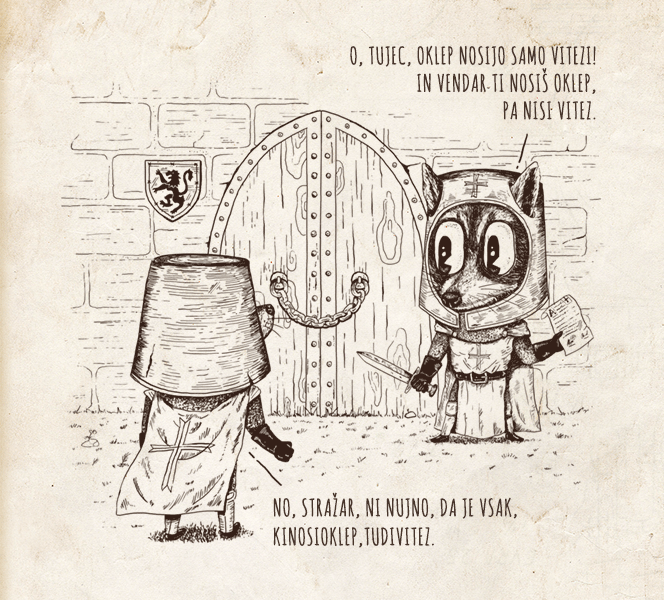 O, TUJEC, OKLEP NOSIJO SAMO VITEZI!
IN VENDAR TI NOSIŠ OKLEP,
PA NISI VITEZ.
NO, STRAŽAR, NI NUJNO, DA JE VSAK,
KINOSIOKLEP,TUDIVITEZ.